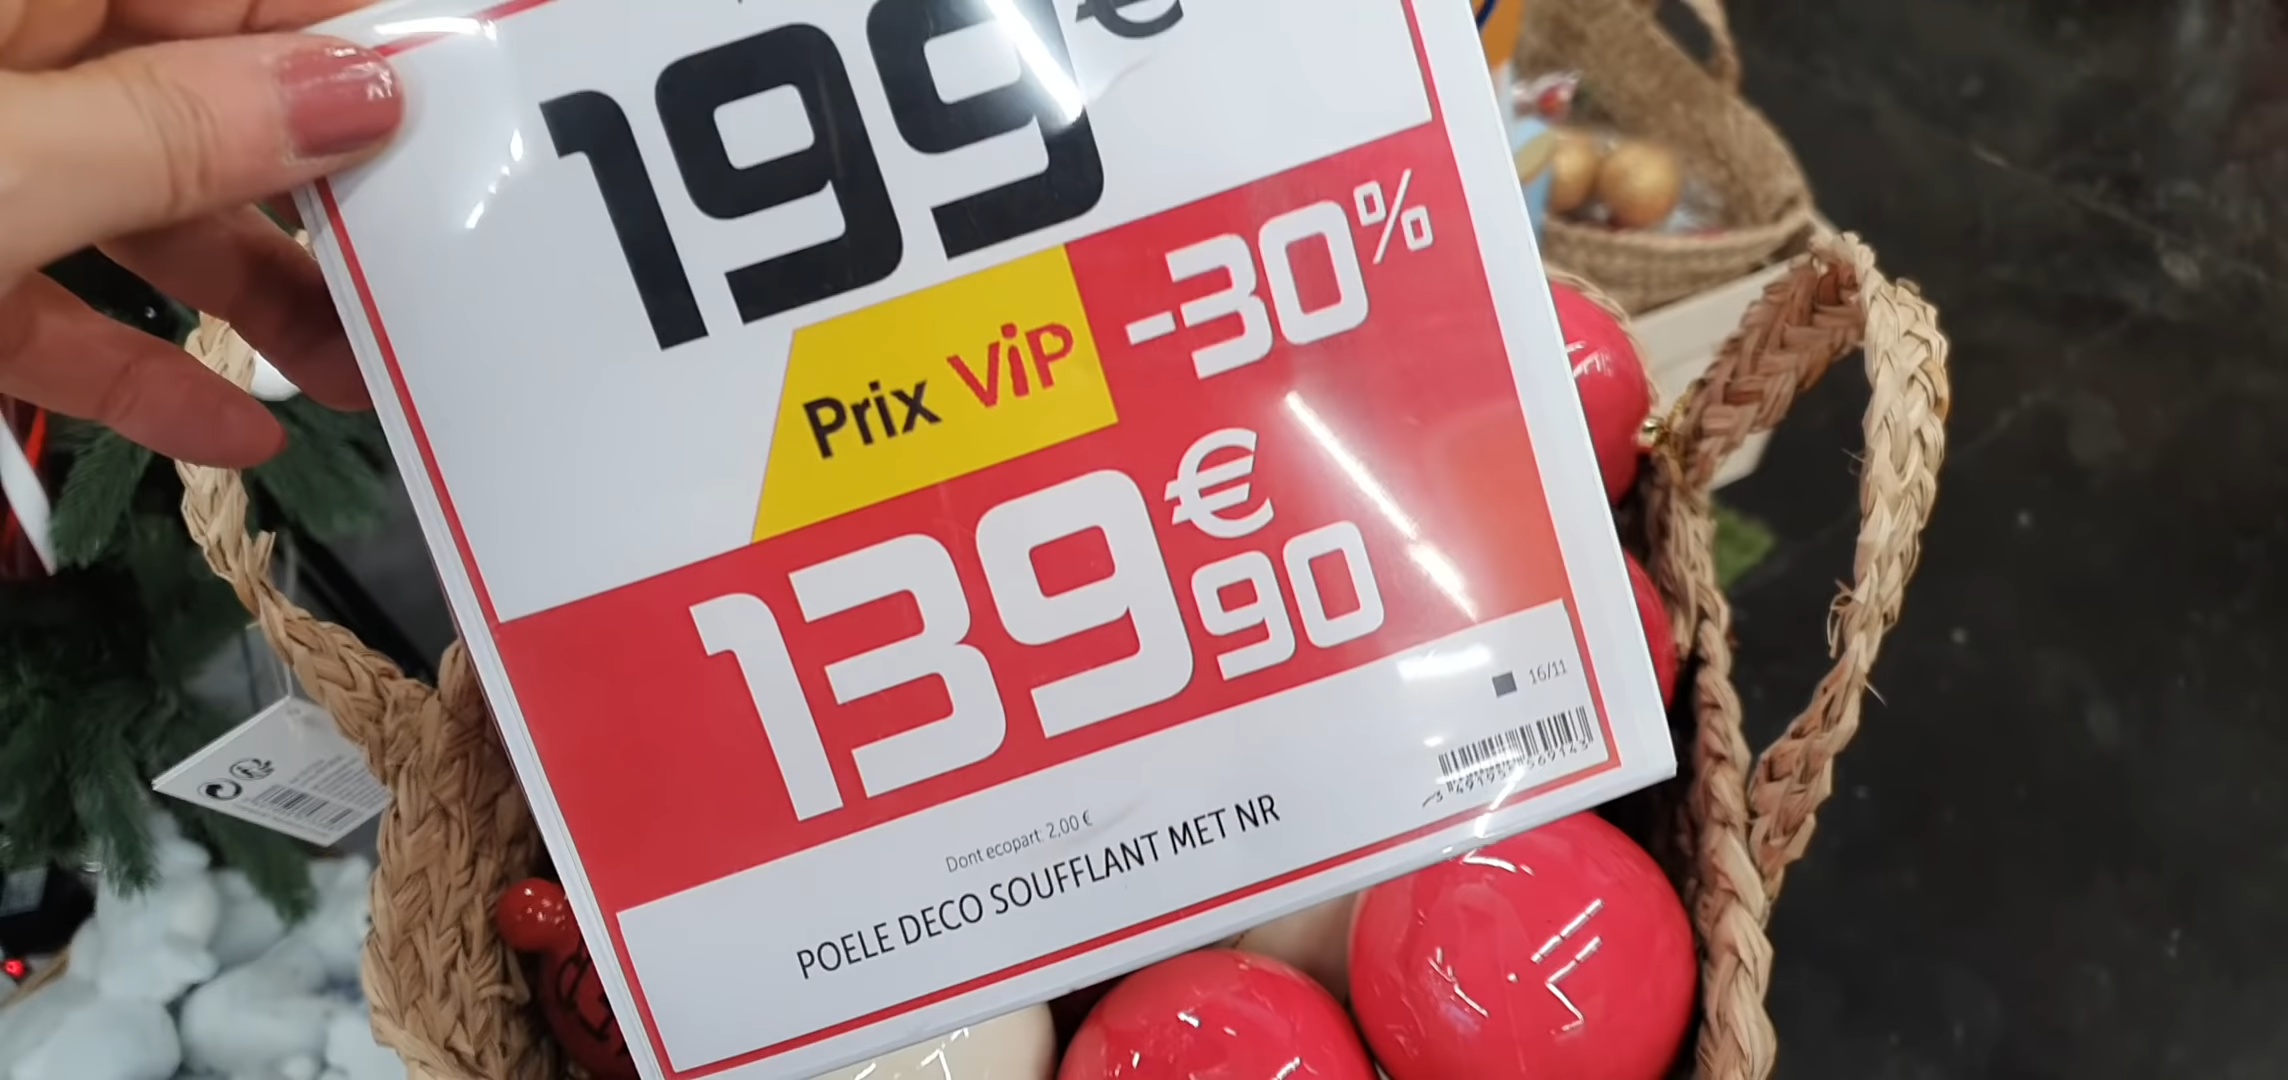 199€
Prix ViP
-30%
139€90
16/11
Dont ecopart: 2,00 €
POELE DECO SOUFFLANT MET NR